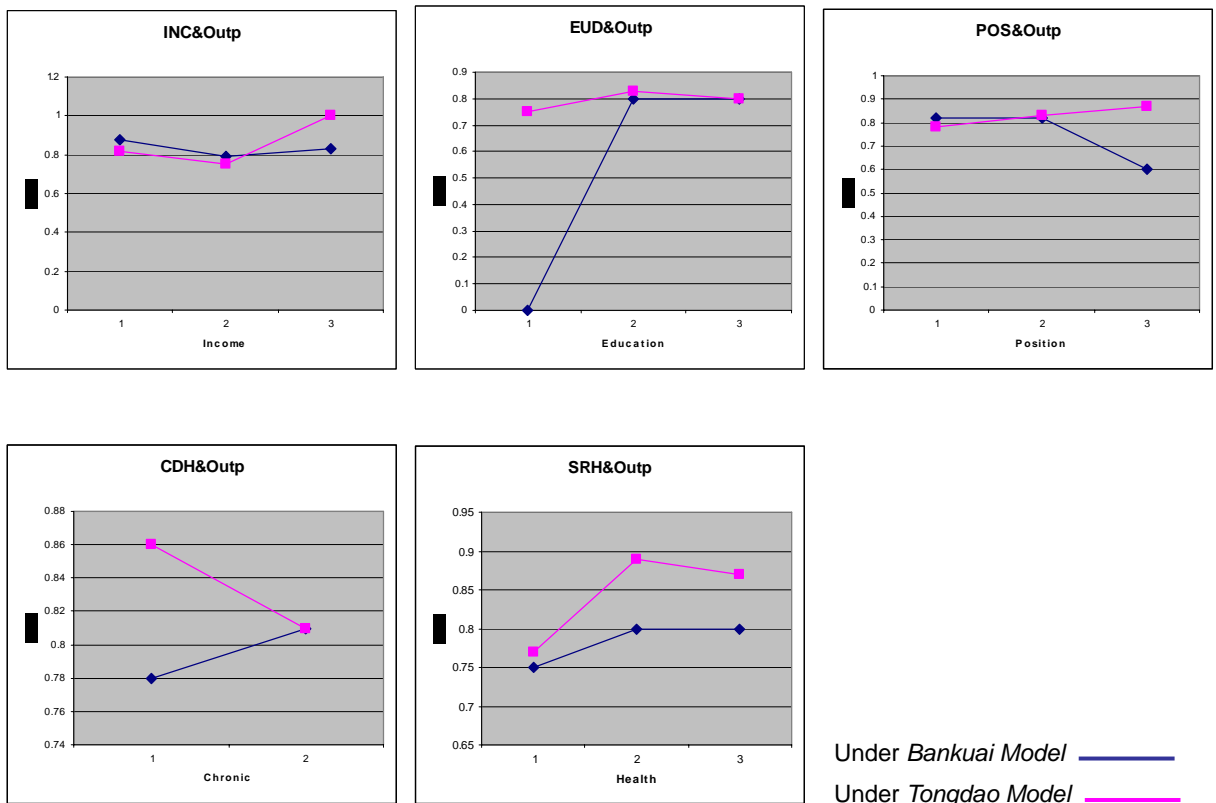 INC&Outp
1.2
1
0.8
0.6
0.4
0.2
0
1 2 3
Income
EUD&Outp
0.9
0.8
0.7
0.6
0.5
0.4
0.3
0.2
0.1
0
1 2 3
Education
POS&Outp
1
0.9
0.8
0.7
0.6
0.5
0.4
0.3
0.2
0.1
0
1 2 3
Position
CDH&Outp
0.88
0.86
0.84
0.82
0.8
0.78
0.76
0.74
1 2
Chronic
SRH&Outp
0.95
0.9
0.85
0.8
0.75
0.7
0.65
1 2 3
Health
Under Bankuai Model
Under Tongdao Model